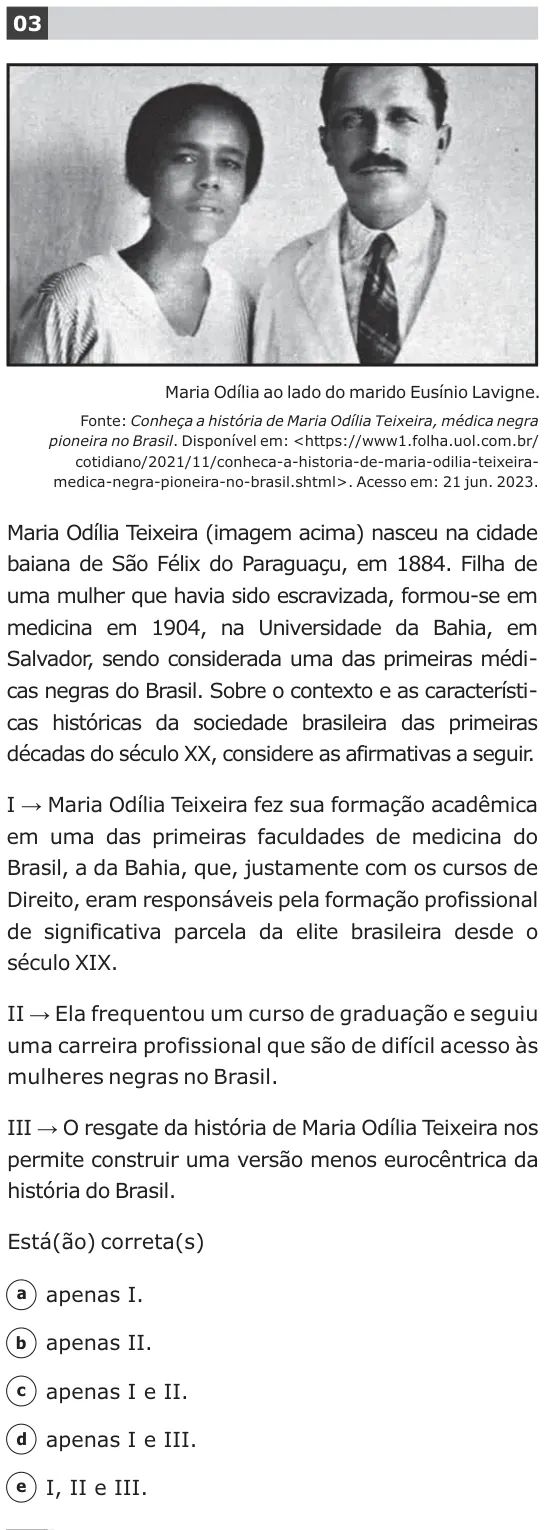 03
Maria Odília ao lado do marido Eusínio Lavigne.
Fonte: Conheça a história de Maria Odília Teixeira, médica negra
pioneira no Brasil. Disponível em: <https://www1.folha.uol.com.br/
cotidiano/2021/11/conheca-a-historia-de-maria-odilia-teixeira-
medica-negra-pioneira-no-brasil.shtml>. Acesso em: 21 jun. 2023.
Maria Odília Teixeira (imagem acima) nasceu na cidade
baiana de São Félix do Paraguaçu, em 1884. Filha de
uma mulher que havia sido escravizada, formou-se em
medicina em 1904, na Universidade da Bahia, em
Salvador, sendo considerada uma das primeiras médi-
cas negras do Brasil. Sobre o contexto e as característi-
cas históricas da sociedade brasileira das primeiras
décadas do século XX, considere as afirmativas a seguir.
I → Maria Odília Teixeira fez sua formação acadêmica
em uma das primeiras faculdades de medicina do
Brasil, a da Bahia, que, justamente com os cursos de
Direito, eram responsáveis pela formação profissional
de significativa parcela da elite brasileira desde o
século XIX.
II → Ela frequentou um curso de graduação e seguiu
uma carreira profissional que são de difícil acesso às
mulheres negras no Brasil.
III → O resgate da história de Maria Odília Teixeira nos
permite construir uma versão menos eurocêntrica da
história do Brasil.
Está(ão) correta(s)
a apenas I.
b apenas II.
c apenas I e II.
d apenas I e III.
e I, II e III.